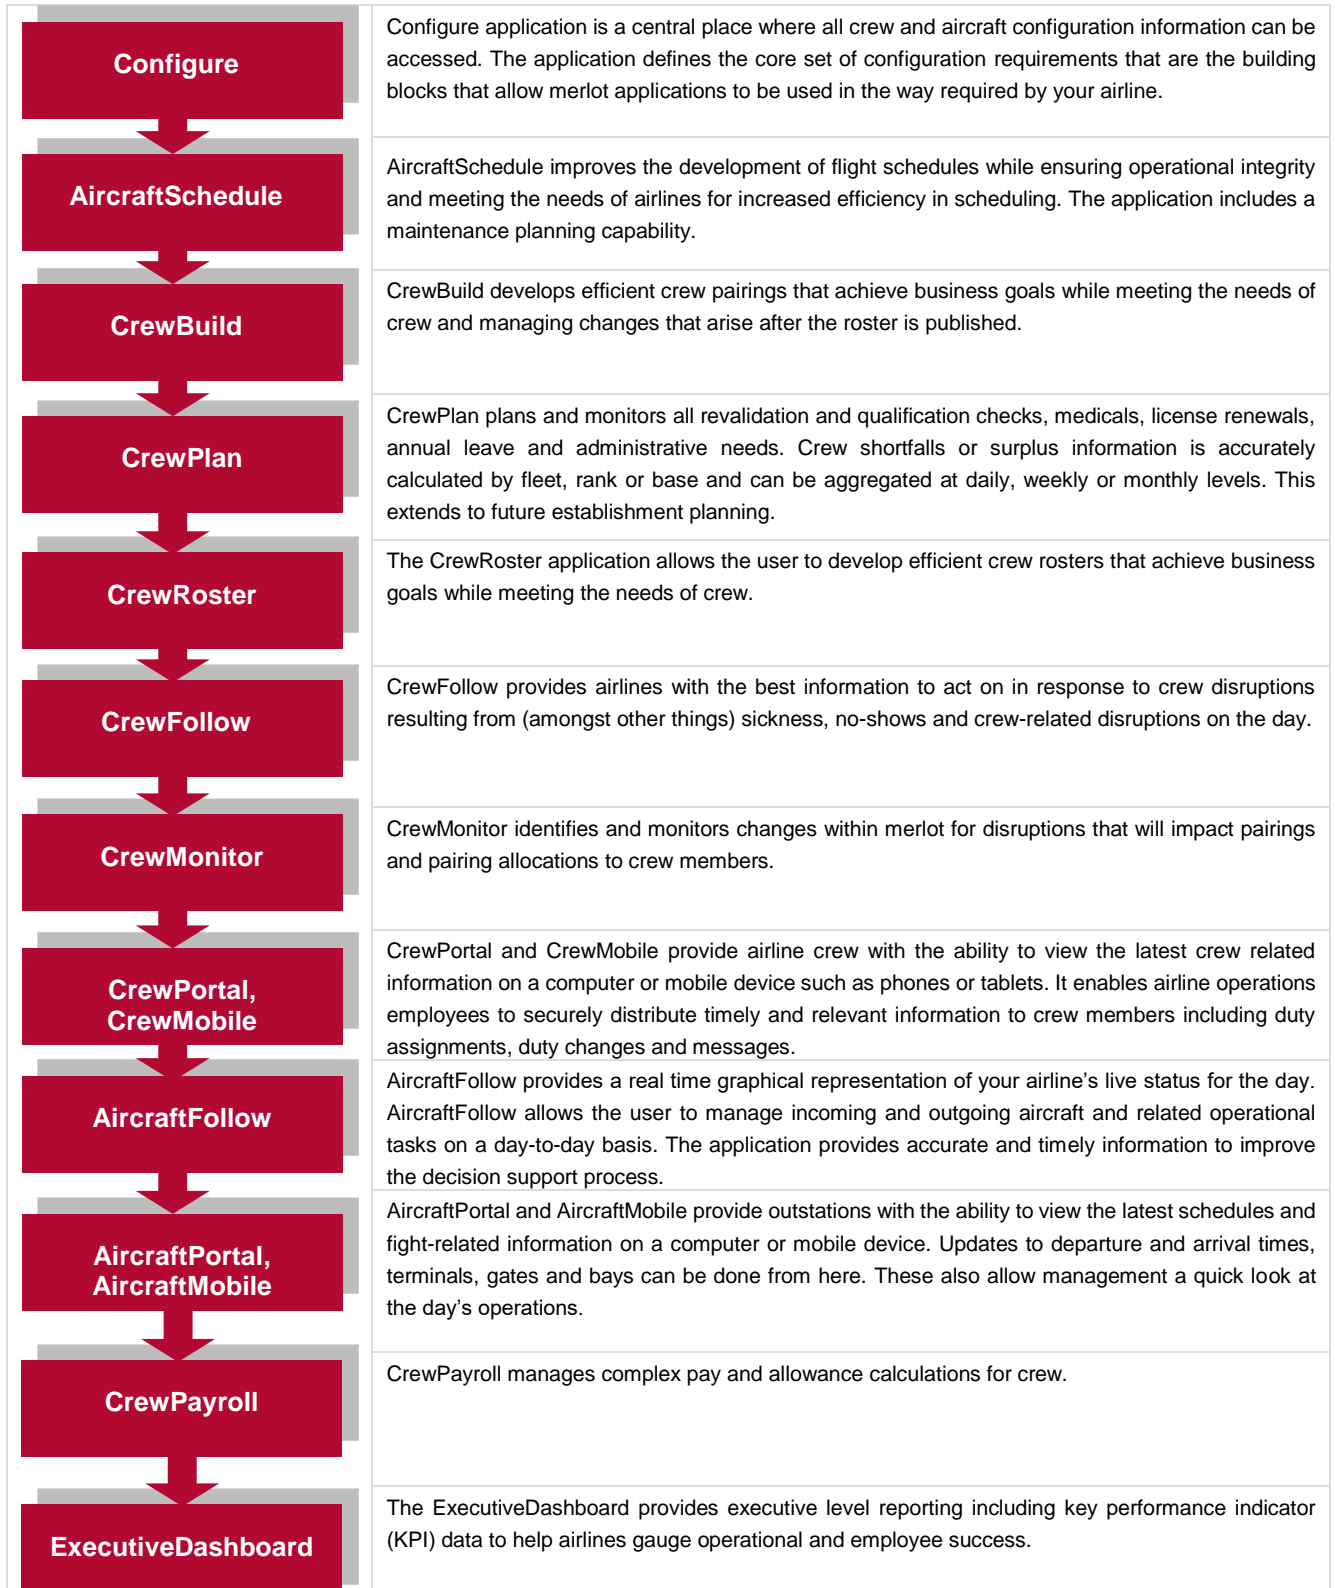 Configure
Configure application is a central place where all crew and aircraft configuration information can be
accessed. The application defines the core set of configuration requirements that are the building
blocks that allow merlot applications to be used in the way required by your airline.
AircraftSchedule
AircraftSchedule improves the development of flight schedules while ensuring operational integrity
and meeting the needs of airlines for increased efficiency in scheduling. The application includes a
maintenance planning capability.
CrewBuild
CrewBuild develops efficient crew pairings that achieve business goals while meeting the needs of
crew and managing changes that arise after the roster is published.
CrewPlan
CrewPlan plans and monitors all revalidation and qualification checks, medicals, license renewals,
annual leave and administrative needs. Crew shortfalls or surplus information is accurately
calculated by fleet, rank or base and can be aggregated at daily, weekly or monthly levels. This
extends to future establishment planning.
CrewRoster
The CrewRoster application allows the user to develop efficient crew rosters that achieve business
goals while meeting the needs of crew.
CrewFollow
CrewFollow provides airlines with the best information to act on in response to crew disruptions
resulting from (amongst other things) sickness, no-shows and crew-related disruptions on the day.
CrewMonitor
CrewMonitor identifies and monitors changes within merlot for disruptions that will impact pairings
and pairing allocations to crew members.
CrewPortal,
CrewMobile
CrewPortal and CrewMobile provide airline crew with the ability to view the latest crew related
information on a computer or mobile device such as phones or tablets. It enables airline operations
employees to securely distribute timely and relevant information to crew members including duty
assignments, duty changes and messages.
AircraftFollow
AircraftFollow provides a real time graphical representation of your airline's live status for the day.
AircraftFollow allows the user to manage incoming and outgoing aircraft and related operational
tasks on a day-to-day basis. The application provides accurate and timely information to improve
the decision support process.
AircraftPortal,
AircraftMobile
AircraftPortal and AircraftMobile provide outstations with the ability to view the latest schedules and
fight-related information on a computer or mobile device. Updates to departure and arrival times,
terminals, gates and bays can be done from here. These also allow management a quick look at
the day's operations.
CrewPayroll
CrewPayroll manages complex pay and allowance calculations for crew.
ExecutiveDashboard
The ExecutiveDashboard provides executive level reporting including key performance indicator
(KPI) data to help airlines gauge operational and employee success.